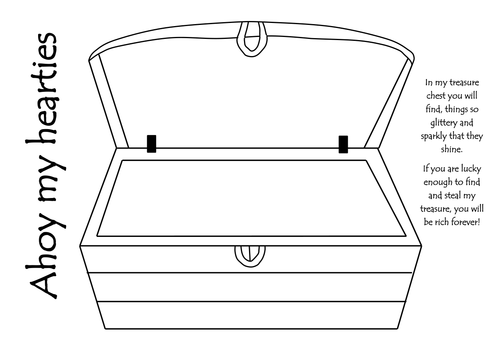 Ahoy my hearties
In my treasure
chest you will
find, things so
glittery and
sparkly that they
shine.
If you are lucky
enough to find
and steal my
treasure, you will
be rich forever!